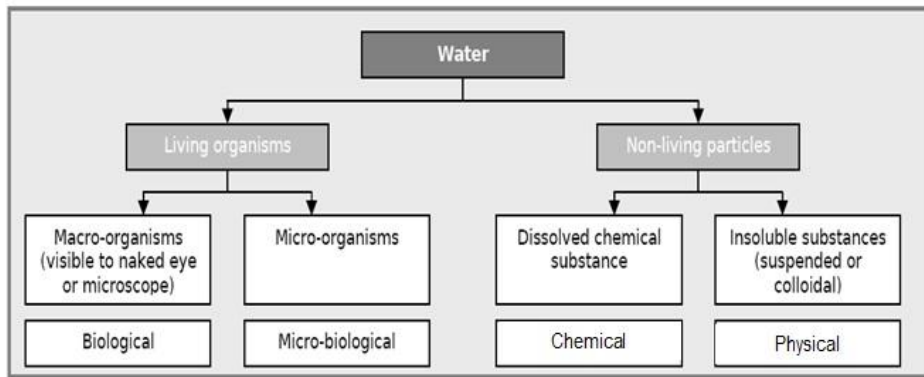 Water
Living organisms
Non-living particles
Macro-organisms
(visible to naked eye
or microscope)
Micro-organisms
Dissolved chemical
substance
Insoluble substances
(suspended or
colloidal)
Biological
Micro-biological
Chemical
Physical